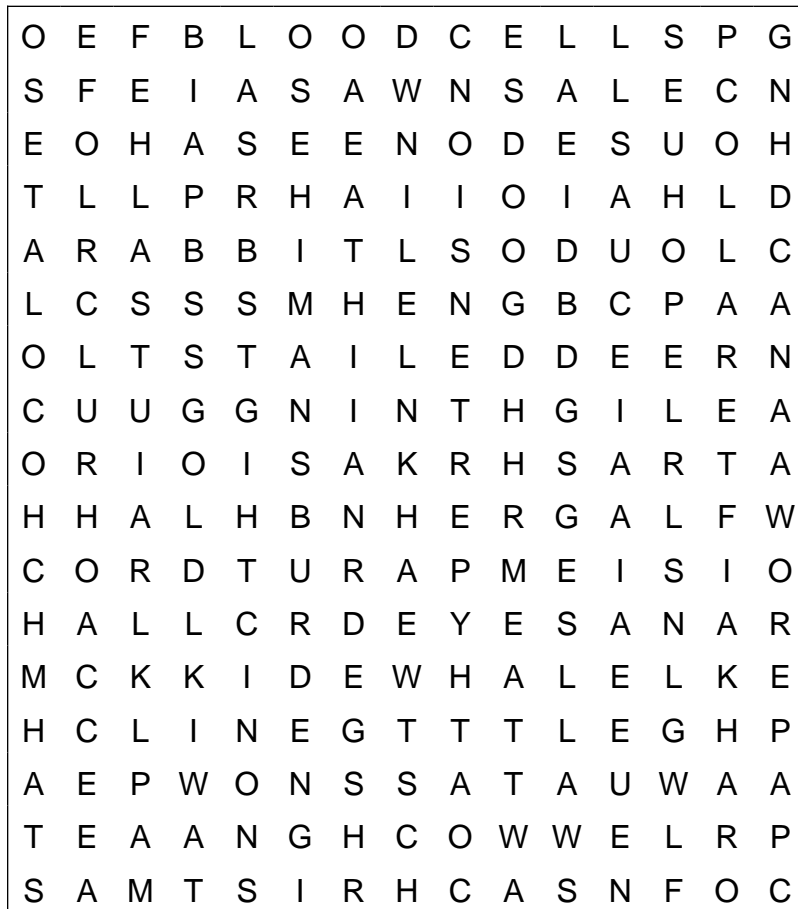 O E F B L O O D C E L L S P G
S F E I A S A W N S A L E C N
E O H A S E E N O D E S U O H
T L L P R H A I I O I A H L D
A R A B B I T L S O D U O L C
L C S S S M H E N G B C P A A
O L T S T A I L E D D E E R N
C U U G G N I N T H G I L E A
O R I O I S A K R H S A R T A
H H A L H B N H E R G A L F W
C O R D T U R A P M E I S I O
H A L L C R D E Y E S A N A R
M C K K I D E W H A L E L K E
H C L I N E G T T T L E G H P
A E P W O N S S A T A U W A A
T E A A N G H C O W W E L R P
S A M T S I R H C A S N F O C